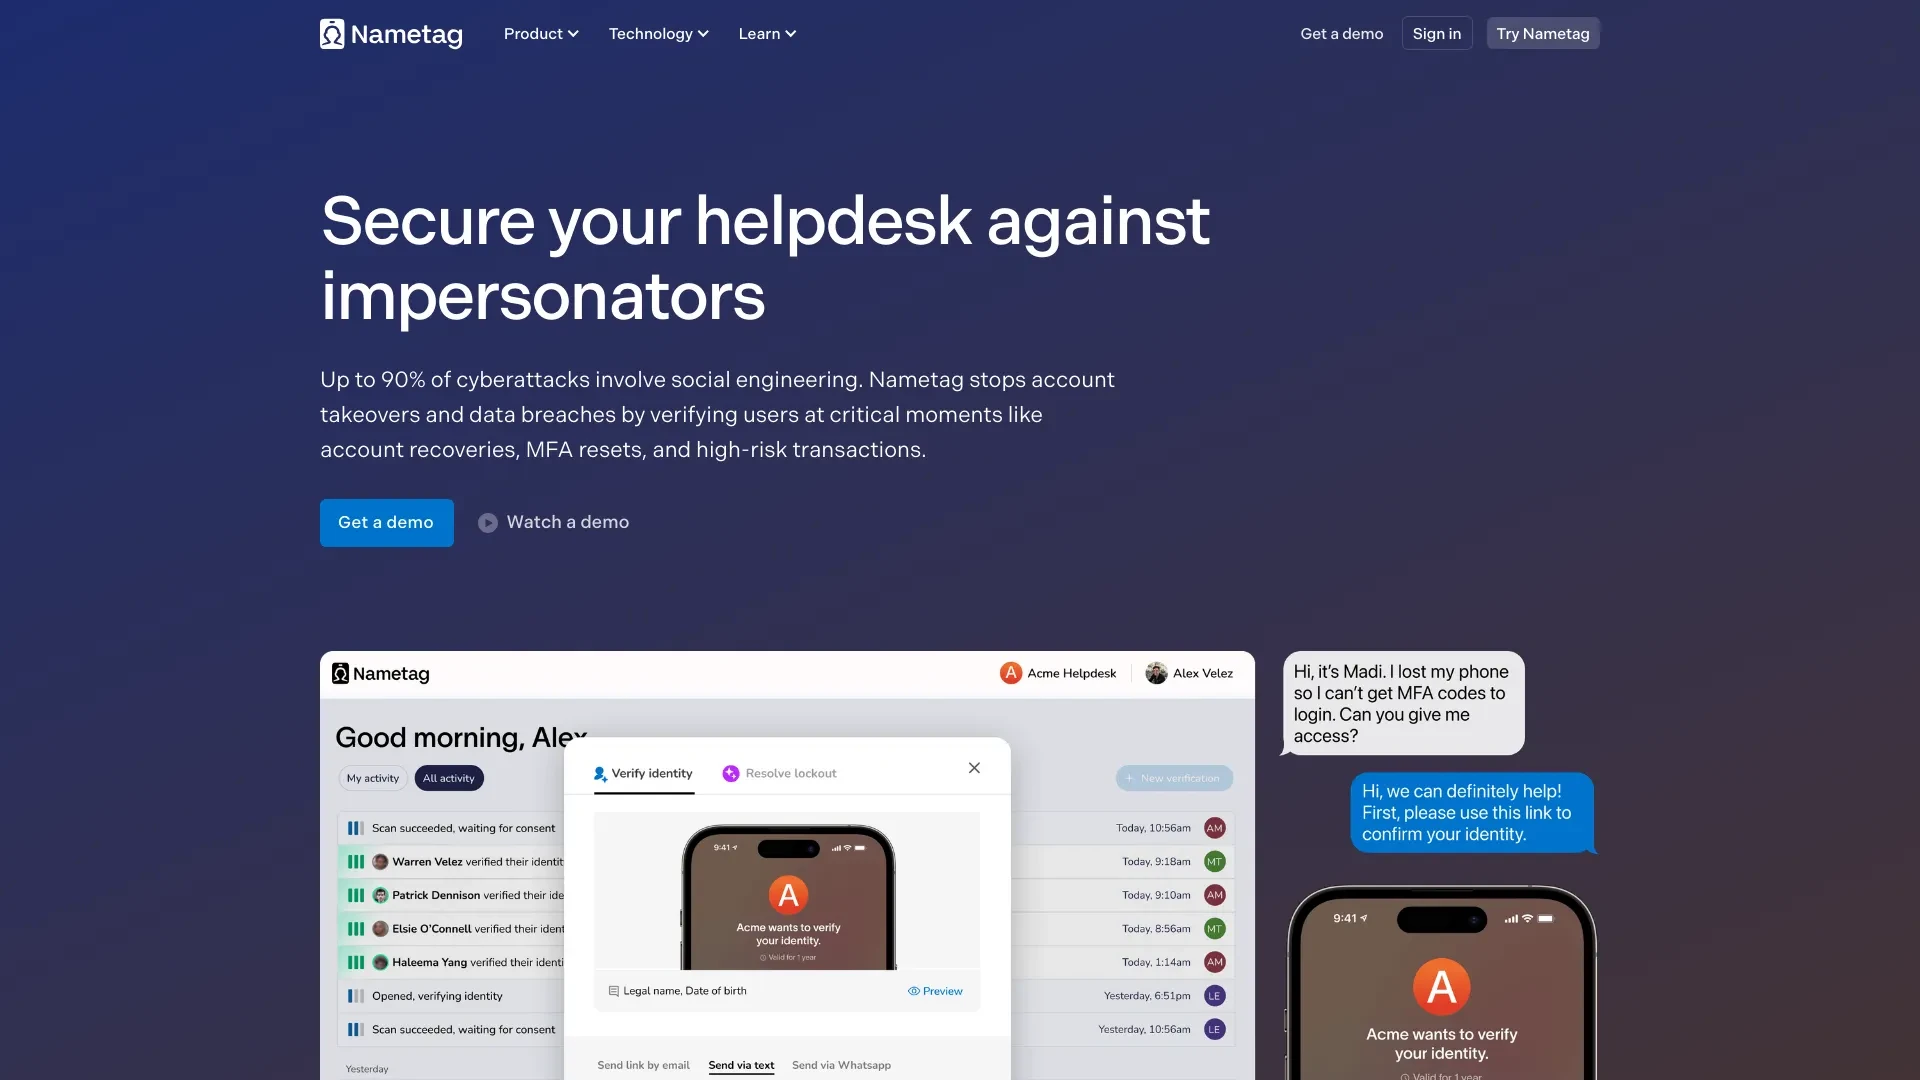 Nametag
Product
Technology
Learn
Get a demo
Sign in
Try Nametag
Secure your helpdesk against
impersonators
Up to 90% of cyberattacks involve social engineering. Nametag stops account
takeovers and data breaches by verifying users at critical moments like
account recoveries, MFA resets, and high-risk transactions.
Get a demo
Watch a demo
Nametag
A
Acme Helpdesk
Alex Velez
Good morning, Alex
My activity
All activity
+ New verification
Scan succeeded, waiting for consent
Today, 10:56am
AM
Warren Velez verified their identit
Today, 9:18am
MT
Patrick Dennison verified their ide
Today, 9:10am
AM
Elsie O'Connell verified their ident
Today, 8:56am
MT
Haleema Yang verified their identi
Today, 1:14am
AM
Opened, verifying identity
Yesterday, 6:51pm
LE
Scan succeeded, waiting for consent
Yesterday, 10:56am
LE
Yesterday
Verify identity
Resolve lockout
9:41
A
Acme wants to verify
your identity.
Valid for 1 year
Legal name, Date of birth
Preview
Send link by email
Send via text
Send via Whatsapp
Hi, it's Madi. I lost my phone
so I can't get MFA codes to
login. Can you give me
access?
Hi, we can definitely help!
First, please use this link to
confirm your identity.
9:41
A
Acme wants to verify
your identity.
Valid for 1 year